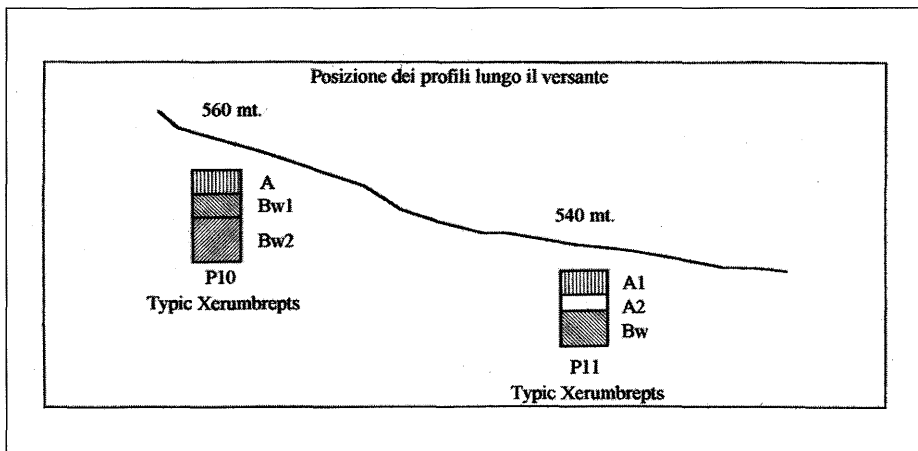 Posizione dei profili lungo il versante
560 mt.
A
Bw1
Bw2
P10
Typic Xerumbrepts
540 mt.
A1
A2
Bw
P11
Typic Xerumbrepts